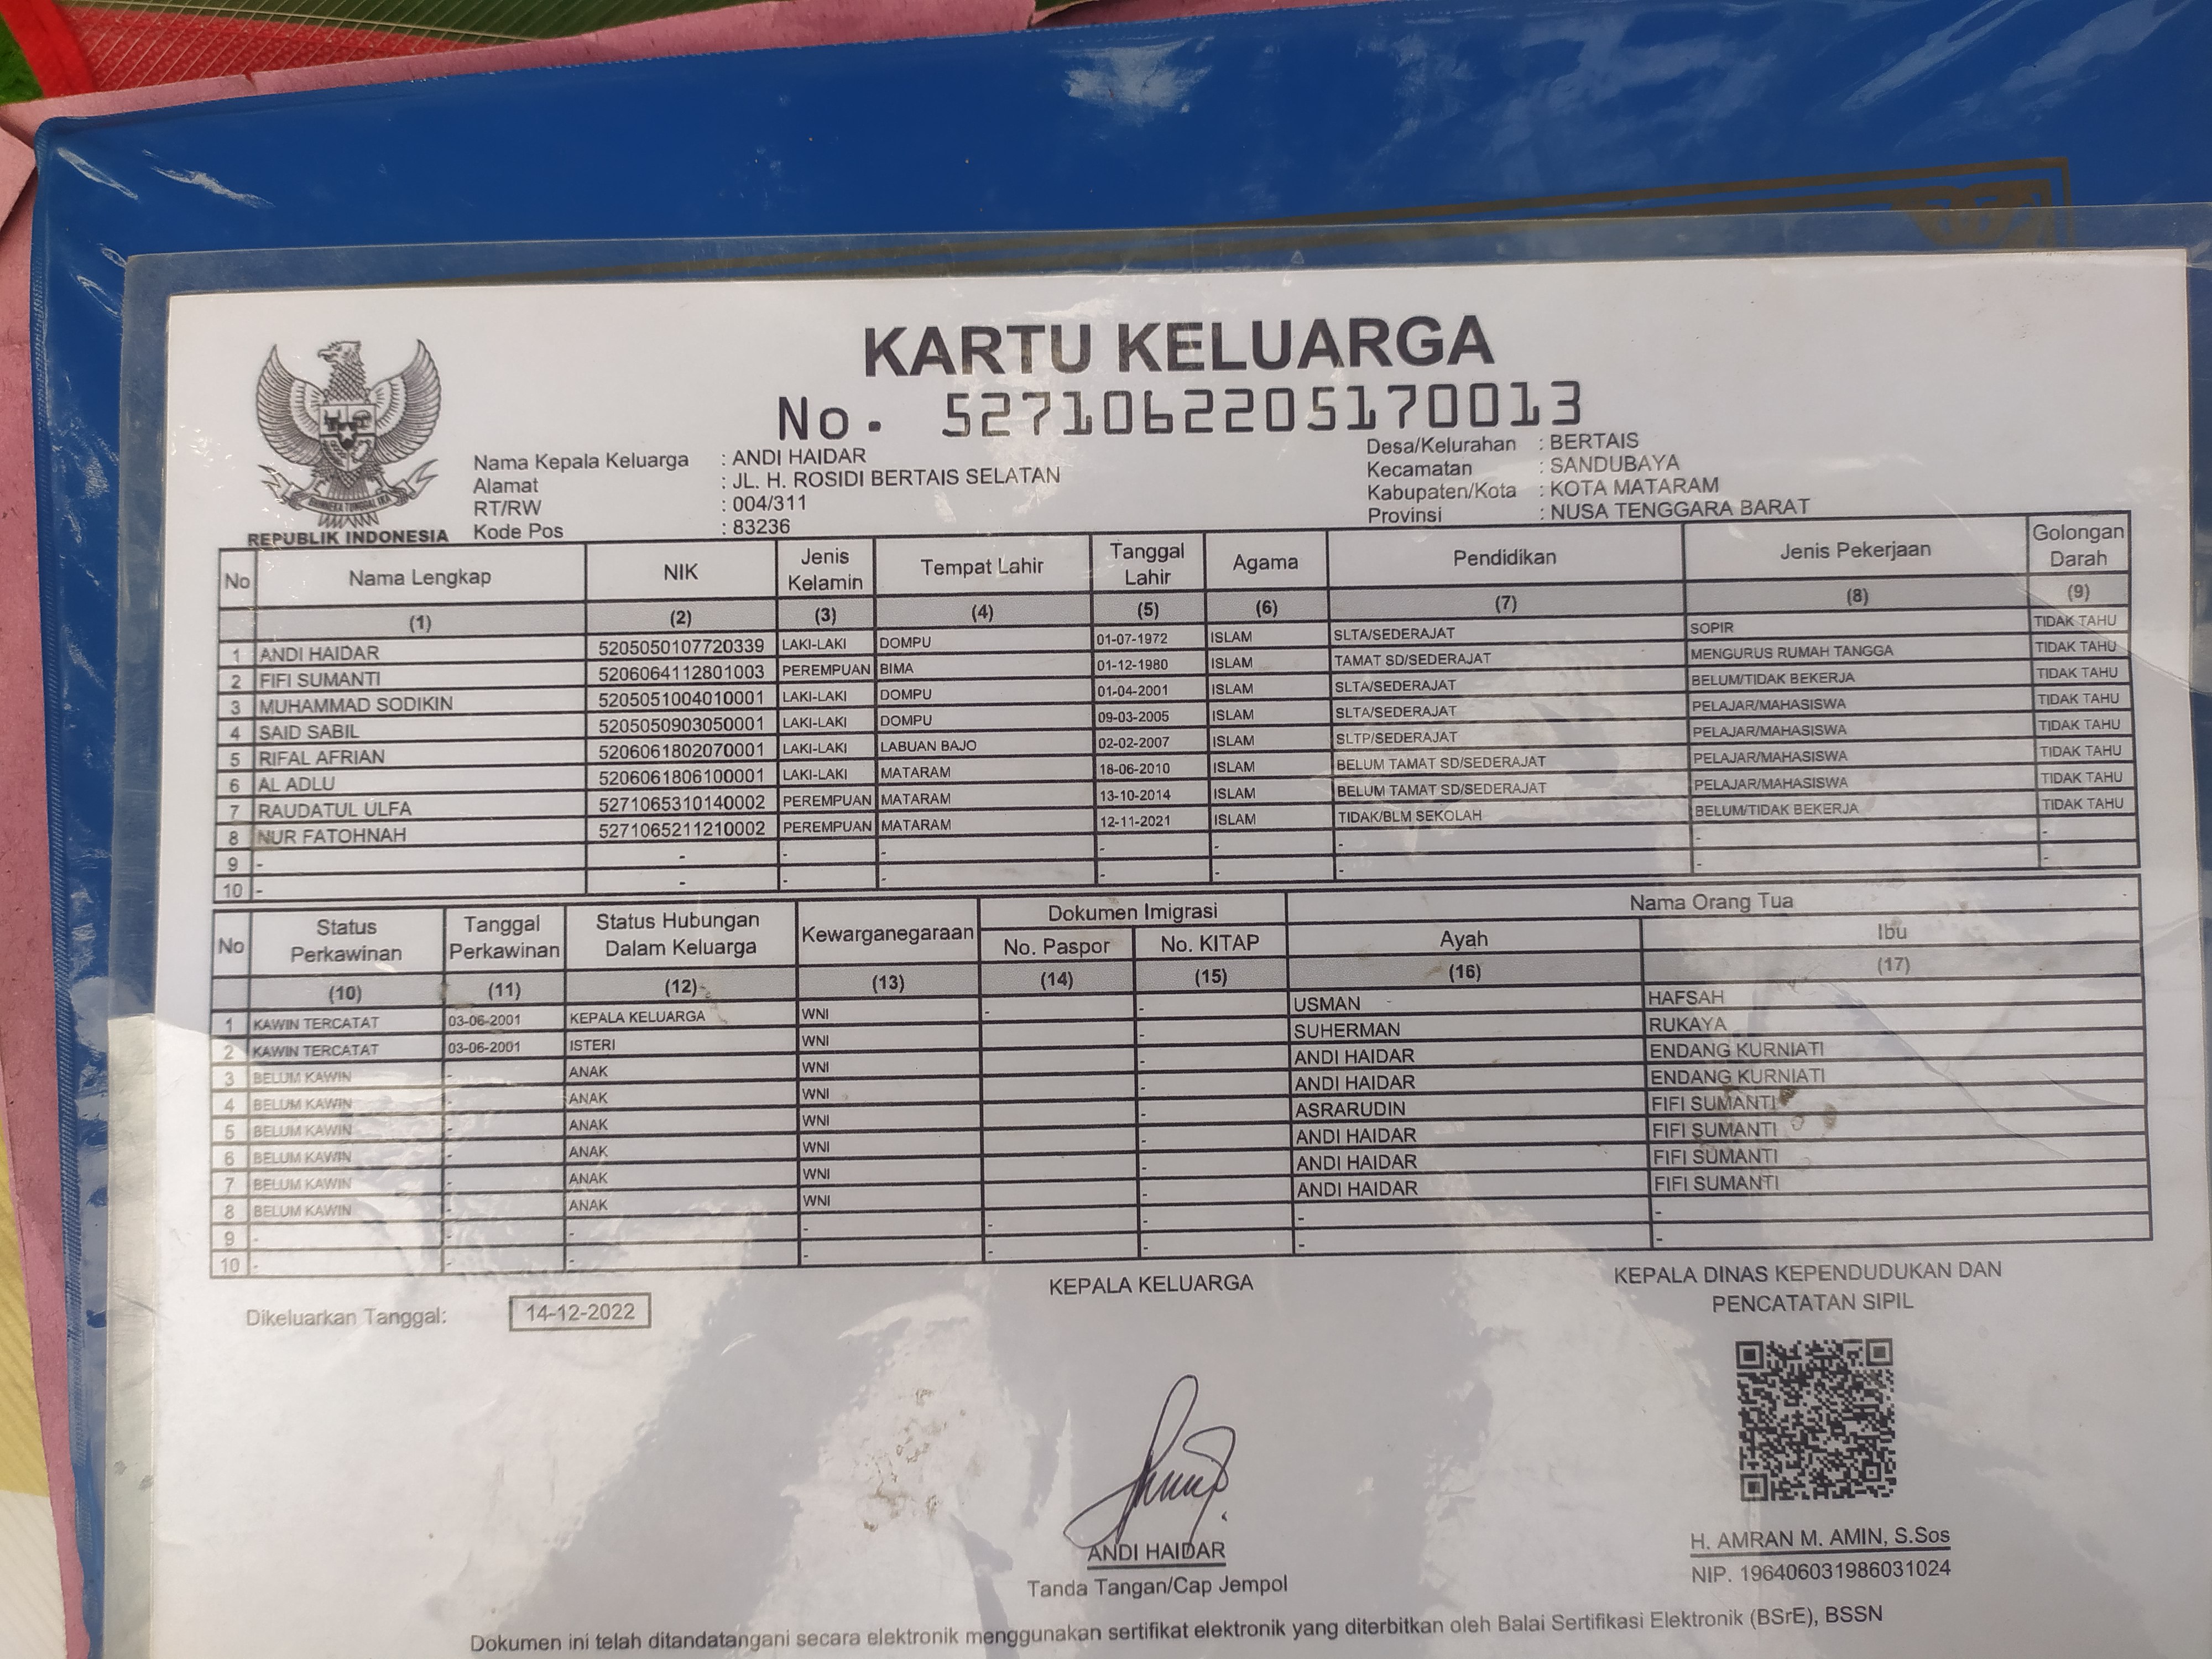 KARTU KELUARGA
No. 5271062205170013
REPUBLIK INDONESIA
Nama Kepala Keluarga : ANDI HAIDAR
Alamat : JL. H. ROSIDI BERTAIS SELATAN
RT/RW : 004/311
Kode Pos : 83236
Desa/Kelurahan : BERTAIS
Kecamatan : SANDUBAYA
Kabupaten/Kota : KOTA MATARAM
Provinsi : NUSA TENGGARA BARAT
No Nama Lengkap NIK Jenis Kelamin Tempat Lahir Tanggal Lahir Agama Pendidikan Jenis Pekerjaan Golongan Darah
(1) (2) (3) (4) (5) (6) (7) (8) (9)
1 ANDI HAIDAR 5205050107720339 LAKI-LAKI DOMPU 01-07-1972 ISLAM SLTA/SEDERAJAT SOPIR TIDAK TAHU
2 FIFI SUMANTI 5206064112801003 PEREMPUAN BIMA 01-12-1980 ISLAM TAMAT SD/SEDERAJAT MENGURUS RUMAH TANGGA TIDAK TAHU
3 MUHAMMAD SODIKIN 5205051004010001 LAKI-LAKI DOMPU 01-04-2001 ISLAM SLTA/SEDERAJAT BELUM/TIDAK BEKERJA TIDAK TAHU
4 SAID SABIL 5205050903050001 LAKI-LAKI DOMPU 09-03-2005 ISLAM SLTA/SEDERAJAT PELAJAR/MAHASISWA TIDAK TAHU
5 RIFAL AFRIAN 5206061802070001 LAKI-LAKI LABUAN BAJO 02-02-2007 ISLAM SLTP/SEDERAJAT PELAJAR/MAHASISWA TIDAK TAHU
6 AL ADLU 5206061806100001 LAKI-LAKI MATARAM 18-06-2010 ISLAM BELUM TAMAT SD/SEDERAJAT PELAJAR/MAHASISWA TIDAK TAHU
7 RAUDATUL ULFA 5271065310140002 PEREMPUAN MATARAM 13-10-2014 ISLAM BELUM TAMAT SD/SEDERAJAT PELAJAR/MAHASISWA TIDAK TAHU
8 NUR FATOHNAH 5271065211210002 PEREMPUAN MATARAM 12-11-2021 ISLAM TIDAK/BLM SEKOLAH BELUM/TIDAK BEKERJA TIDAK TAHU
9 - - - - - - - - -
10 - - - - - - - - -
No Status Perkawinan Tanggal Perkawinan Status Hubungan Dalam Keluarga Kewarganegaraan Dokumen Imigrasi Nama Orang Tua
No. Paspor No. KITAP Ayah Ibu
(10) (11) (12) (13) (14) (15) (16) (17)
1 KAWIN TERCATAT 03-06-2001 KEPALA KELUARGA WNI - - USMAN HAFSAH
2 KAWIN TERCATAT 03-06-2001 ISTERI WNI - SUHERMAN RUKAYA
3 BELUM KAWIN - ANAK WNI - ANDI HAIDAR ENDANG KURNIATI
4 BELUM KAWIN - ANAK WNI - ANDI HAIDAR ENDANG KURNIATI
5 BELUM KAWIN - ANAK WNI - ASRARUDIN FIFI SUMANTI
6 BELUM KAWIN - ANAK WNI - ANDI HAIDAR FIFI SUMANTI
7 BELUM KAWIN - ANAK WNI - ANDI HAIDAR FIFI SUMANTI
8 BELUM KAWIN - ANAK WNI - ANDI HAIDAR FIFI SUMANTI
9 - - - - - - - -
10 - - - - - - - -
Dikeluarkan Tanggal: 14-12-2022
KEPALA KELUARGA
ANDI HAIDAR
Tanda Tangan/Cap Jempol
KEPALA DINAS KEPENDUDUKAN DAN
PENCATATAN SIPIL
H. AMRAN M. AMIN, S.Sos
NIP. 196406031986031024
Dokumen ini telah ditandatangani secara elektronik menggunakan sertifikat elektronik yang diterbitkan oleh Balai Sertifikasi Elektronik (BSrE), BSSN